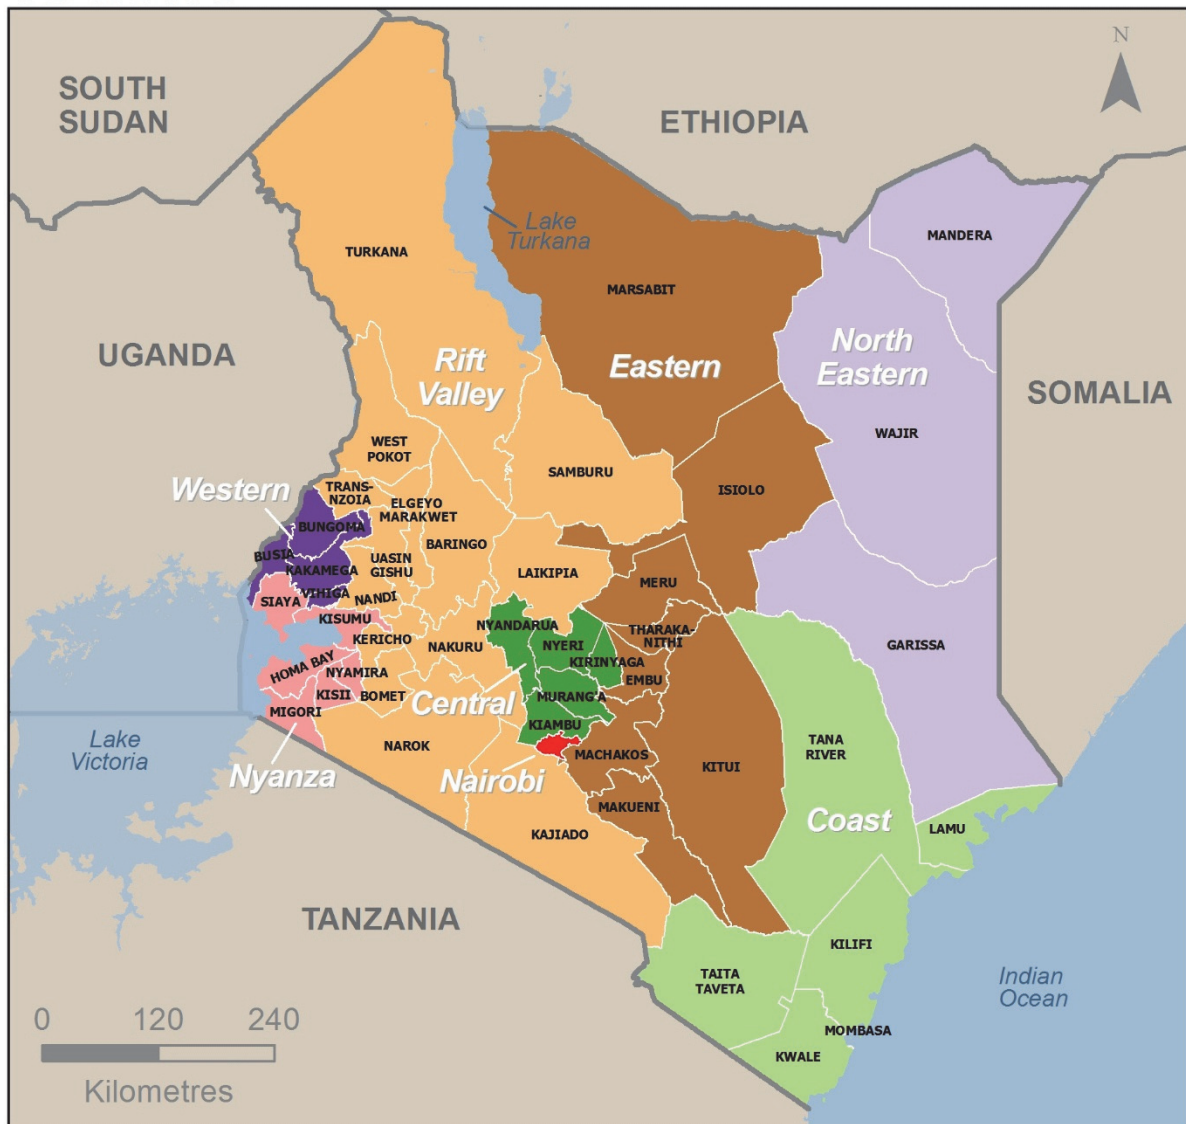 N
SOUTH
SUDAN
ETHIOPIA
Lake
Turkana
MANDERA
TURKANA
MARSABIT
UGANDA
Rift
Valley
Eastern
North
Eastern
SOMALIA
WAJIR
WEST
POKOT
SAMBURU
ISIOLO
Western
TRANS-
NZOIA
ELGEYO
MARAKWET
BUNGOMA
BARINGO
BUSIA
KAKAMEGA
UASIN
GISHU
LAIKIPIA
MERU
VIHIGA
NANDI
SIAYA
KISUMU
NYANDARUA
THARAKA-
NITHI
KERICHO
NAKURU
NYERI
KIRINYAGA
GARISSA
HOMA BAY
NYAMIRA
EMBU
KISII
BOMET
Central
MURANG'A
MIGORI
KIAMBU
NAROK
MACHAKOS
KITUI
TANA
RIVER
Lake
Victoria
Nyanza
Nairobi
MAKUENI
Coast
LAMU
KAJIADO
TANZANIA
KILIFI
TAITA
TAVETA
Indian
Ocean
MOMBASA
KWALE
0 120 240
Kilometres